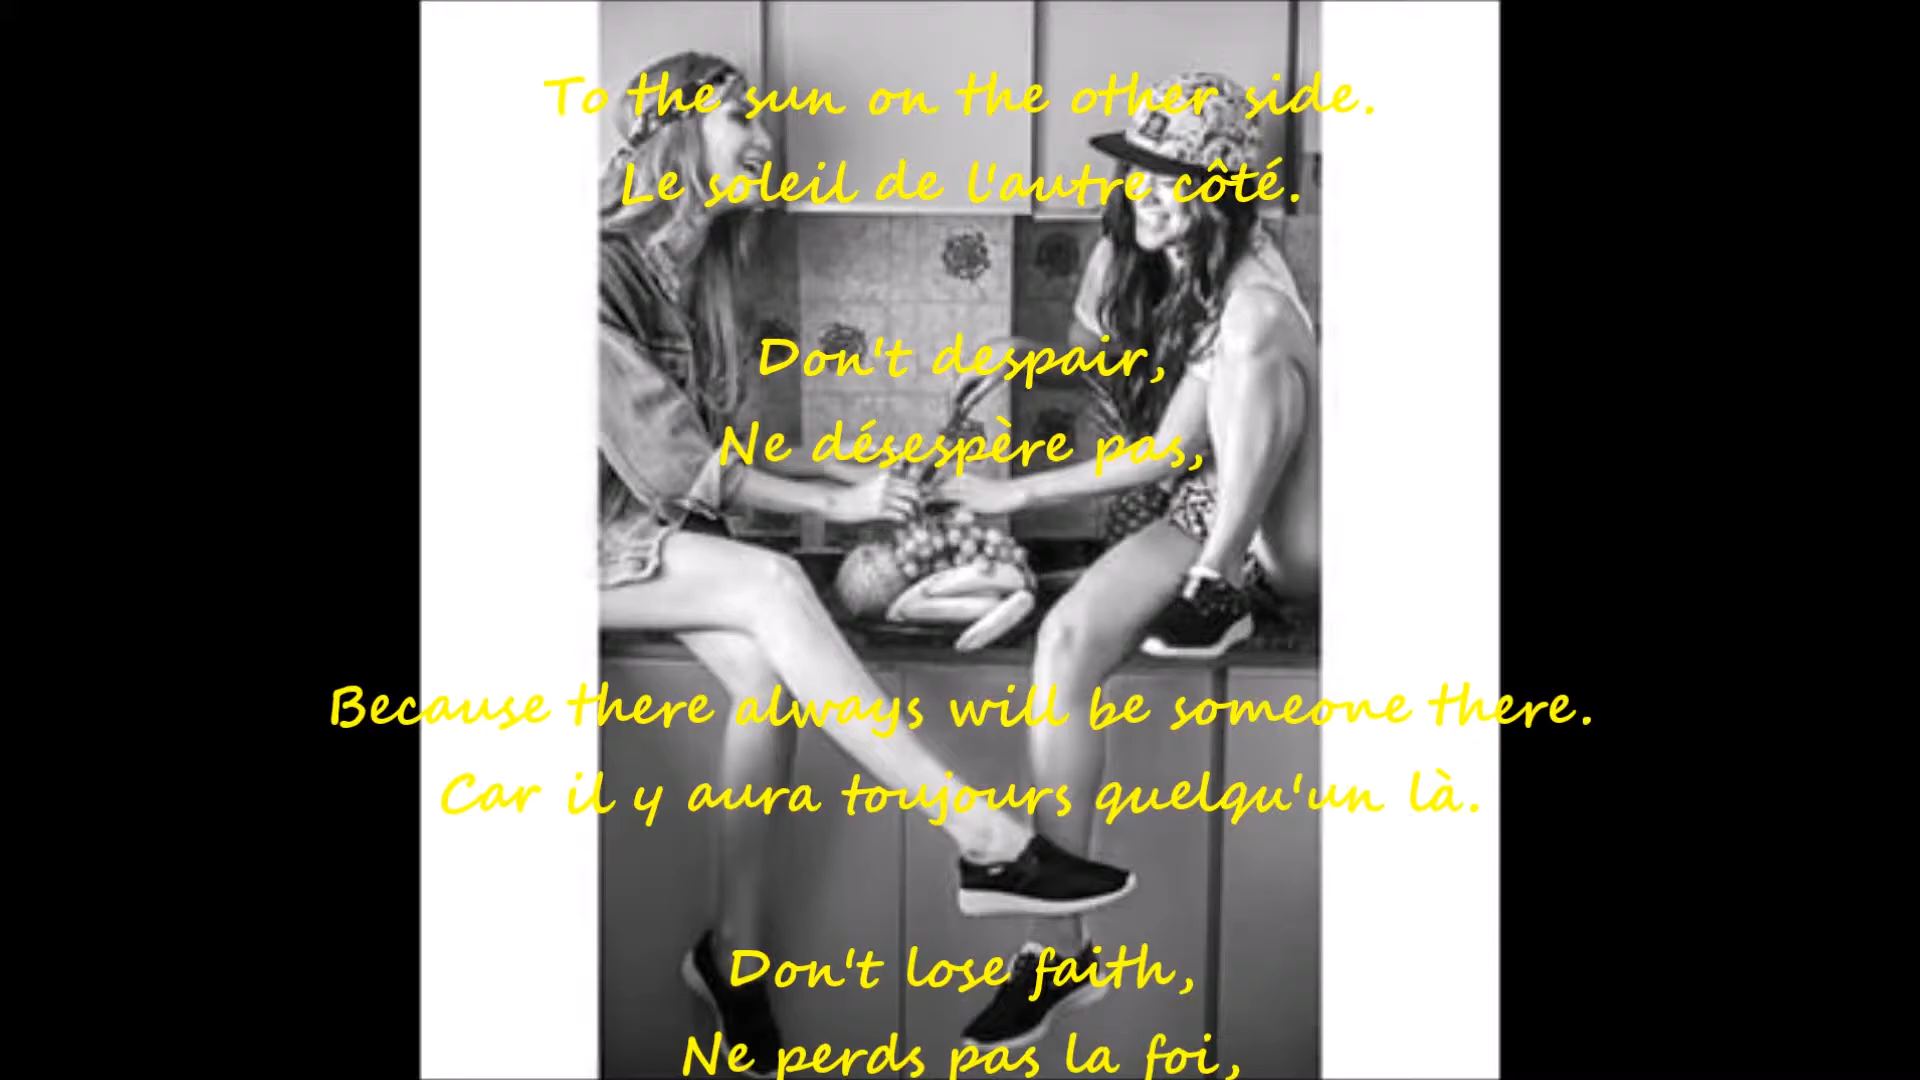 To the sun on the other side.
Le soleil de l'autre côté.
Don't despair,
Ne désespère pas,
Because there always will be someone there.
Car il y aura toujours quelqu'un là.
Don't lose faith,
Ne perds pas la foi,